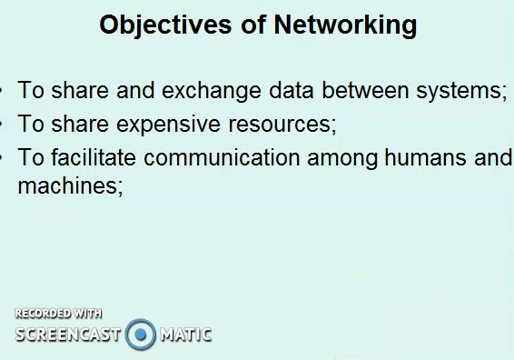 Objectives of Networking
• To share and exchange data between systems;
• To share expensive resources;
• To facilitate communication among humans and
machines;
RECORDED WITH
SCREENCAST MATIC